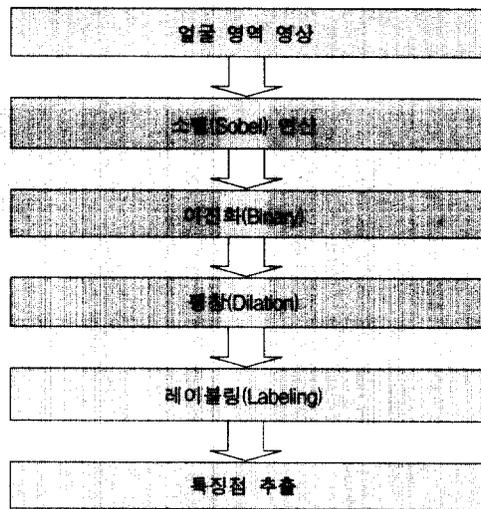 얼굴 영역 영상
소벨(Sobel) 연산
이진화(Binary)
팽창(Dilation)
레이블링(Labeling)
특징점 추출